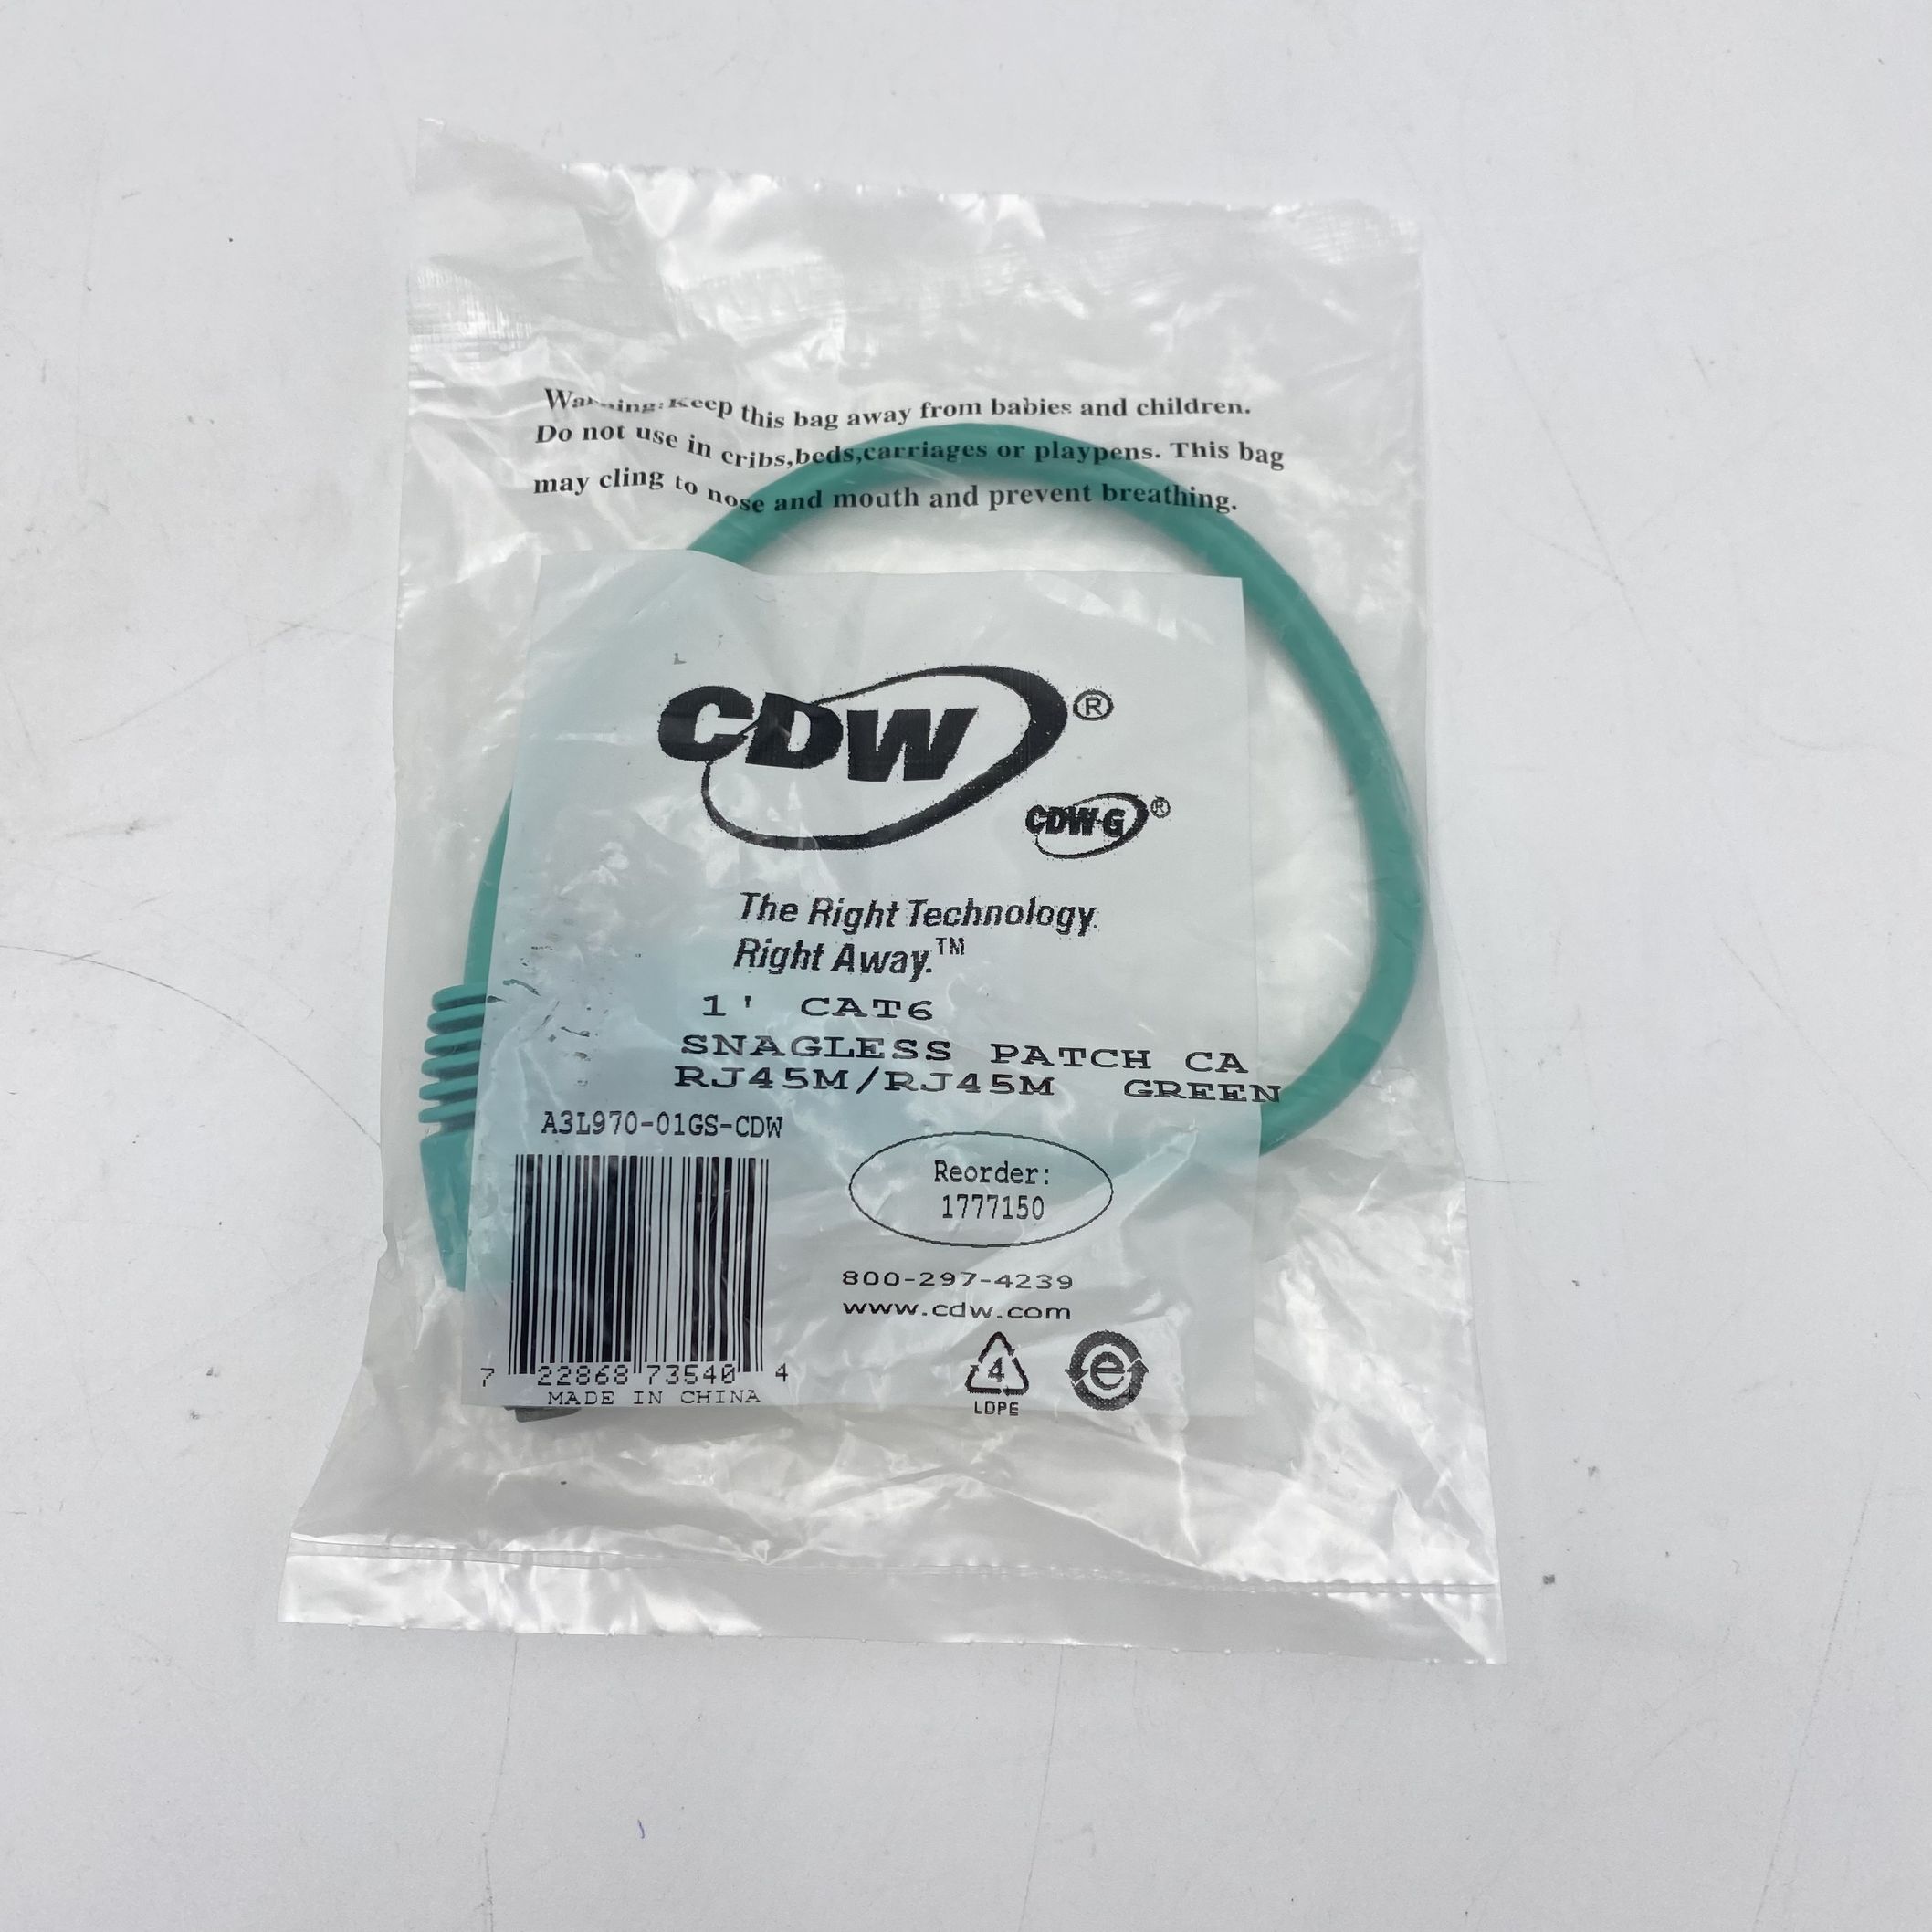 Warning: Keep this bag away from babies and children.
Do not use in cribs,beds,carriages or playpens. This bag
may cling to nose and mouth and prevent breathing.
CDW®
CDW·G®
The Right Technology.
Right Away.™
1' CAT6
SNAGLESS PATCH CA
RJ45M/RJ45M GREEN
A3L970-01GS-CDW
Reorder:
1777150
800-297-4239
www.cdw.com
7 22868 73540 4
MADE IN CHINA
4
LDPE
e